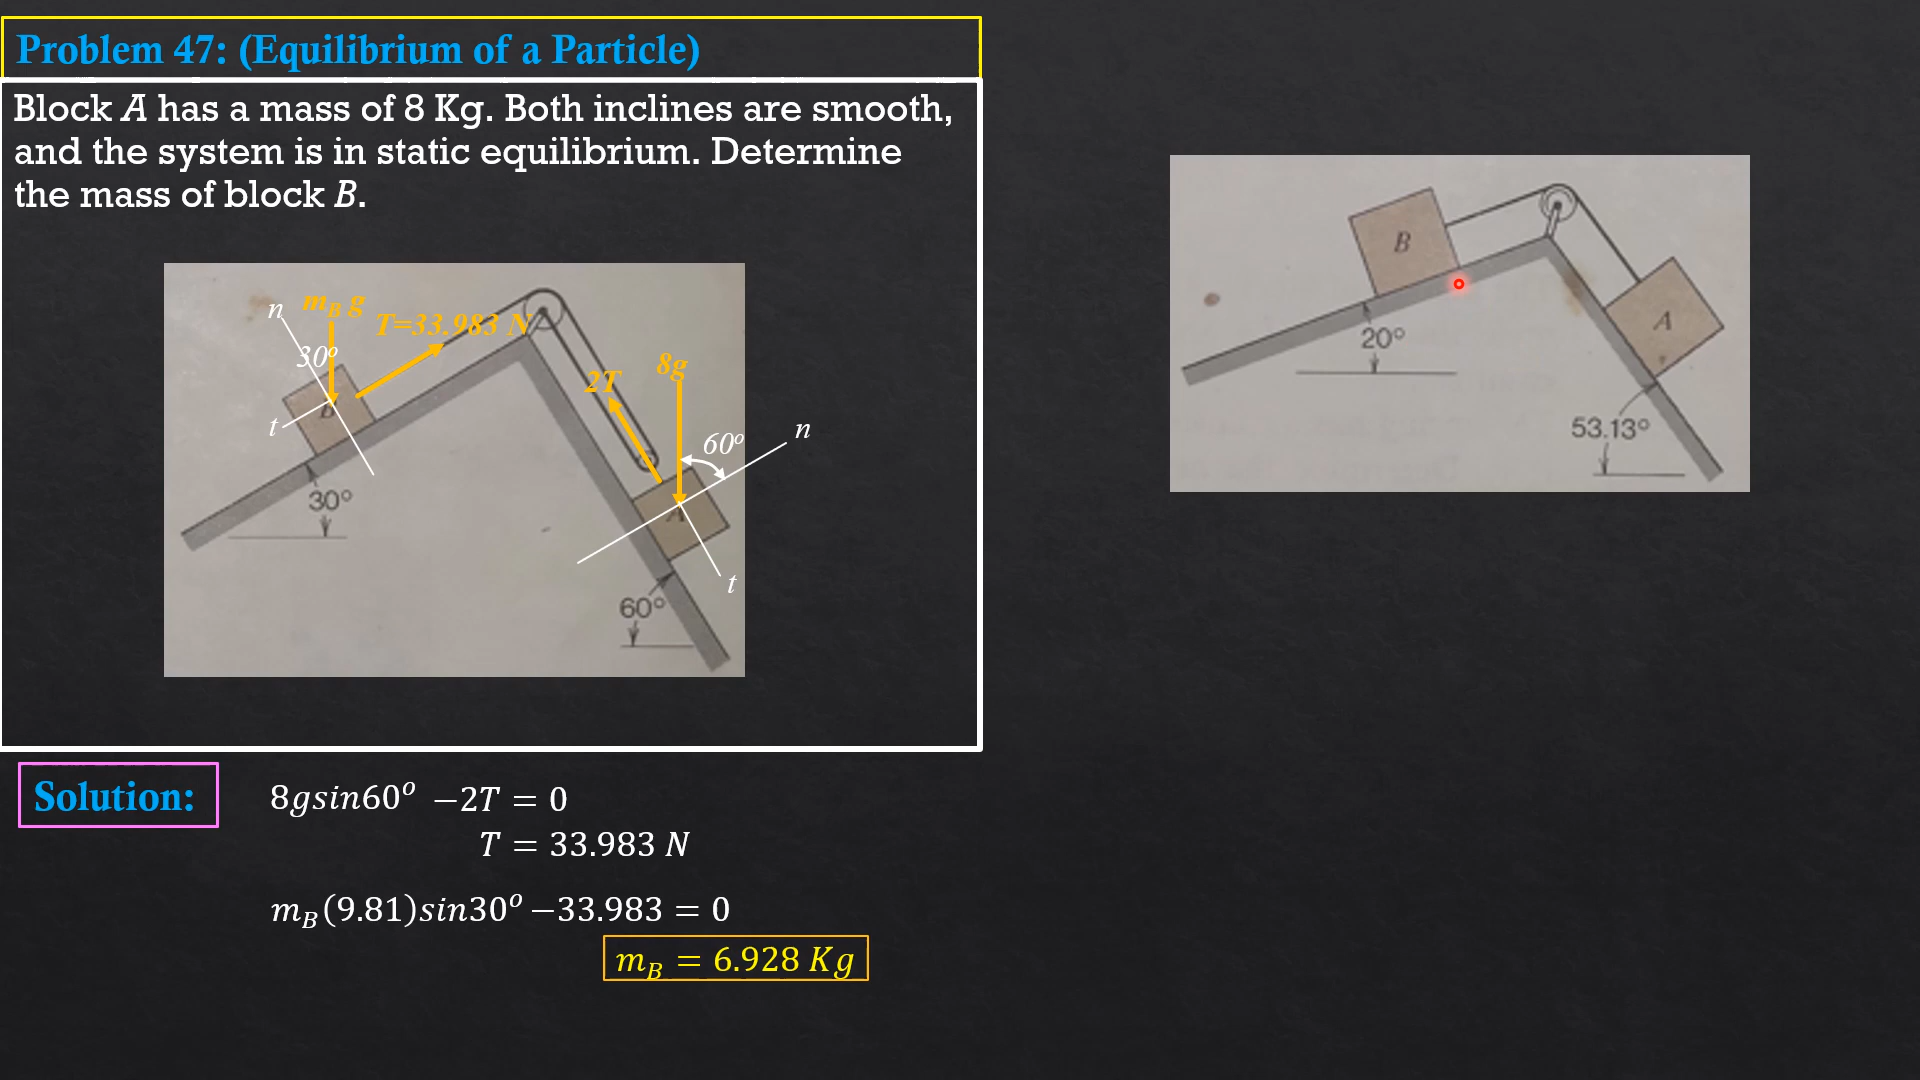 Problem 47: (Equilibrium of a Particle)
Block A has a mass of 8 Kg. Both inclines are smooth,
and the system is in static equilibrium. Determine
the mass of block B.
n
m_B g
T=33.983 N
30°
B
t
30°
2T
8g
60°
n
A
t
60°
B
A
20°
53.13°
Solution:
8gsin60° −2T = 0
T = 33.983 N
m_B(9.81)sin30° −33.983 = 0
m_B = 6.928 Kg